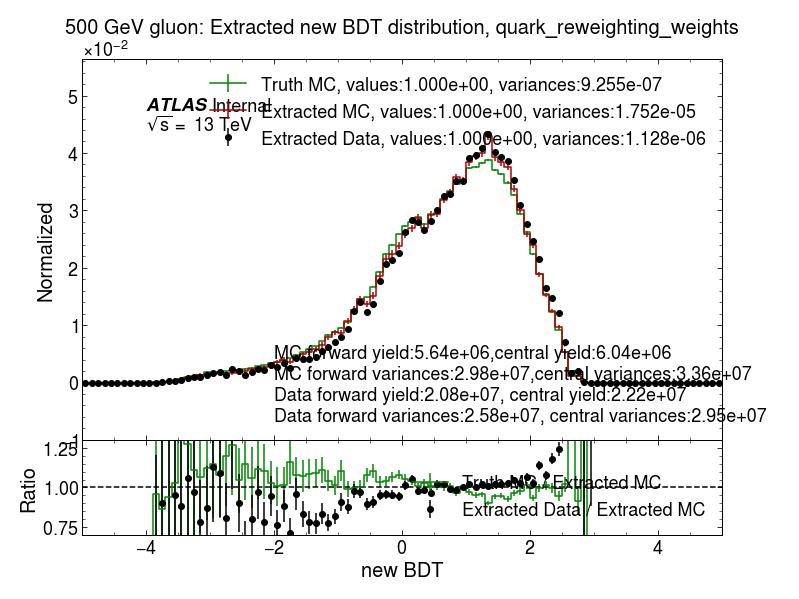 500 GeV gluon: Extracted new BDT distribution, quark_reweighting_weights
×10⁻²
Truth MC, values:1.000e+00, variances:9.255e-07
ATLAS Internal
Extracted MC, values:1.000e+00, variances:1.752e-05
√s = 13 TeV
Extracted Data, values:1.000e+00, variances:1.128e-06
5
4
3
2
1
0
Normalized
MC forward yield:5.64e+06,central yield:6.04e+06
MC forward variances:2.98e+07,central variances:3.36e+07
Data forward yield:2.08e+07, central yield:2.22e+07
Data forward variances:2.58e+07, central variances:2.95e+07
1.25
1.00
0.75
Ratio
Extracted MC
Extracted Data / Extracted MC
−4
−2
0
2
4
new BDT